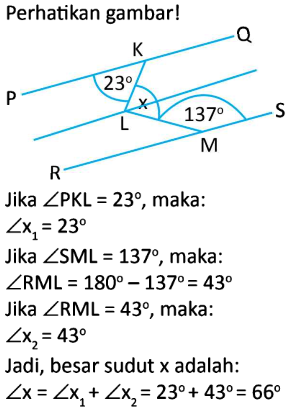 Perhatikan gambar!
Q
K
P
23°
x
S
L
137°
M
R
Jika ∠PKL = 23°, maka:
∠x₁ = 23°
Jika ∠SML = 137°, maka:
∠RML = 180° – 137° = 43°
Jika ∠RML = 43°, maka:
∠x₂ = 43°
Jadi, besar sudut x adalah:
∠x = ∠x₁ + ∠x₂ = 23° + 43° = 66°